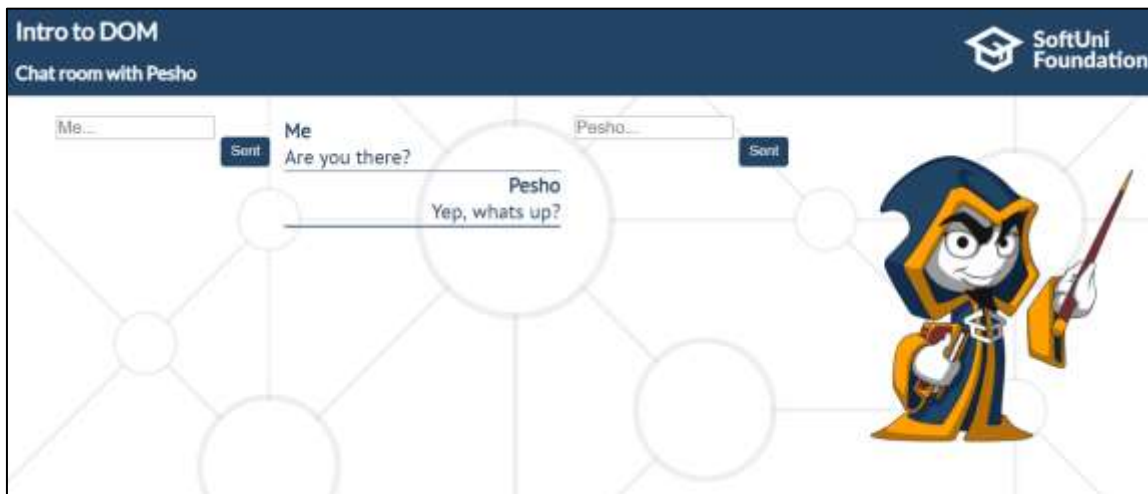 Intro to DOM
SoftUni
Foundation
Chat room with Pesho
Me...
Sent
Me
Are you there?
Pesho
Yep, whats up?
Pesho...
Sent